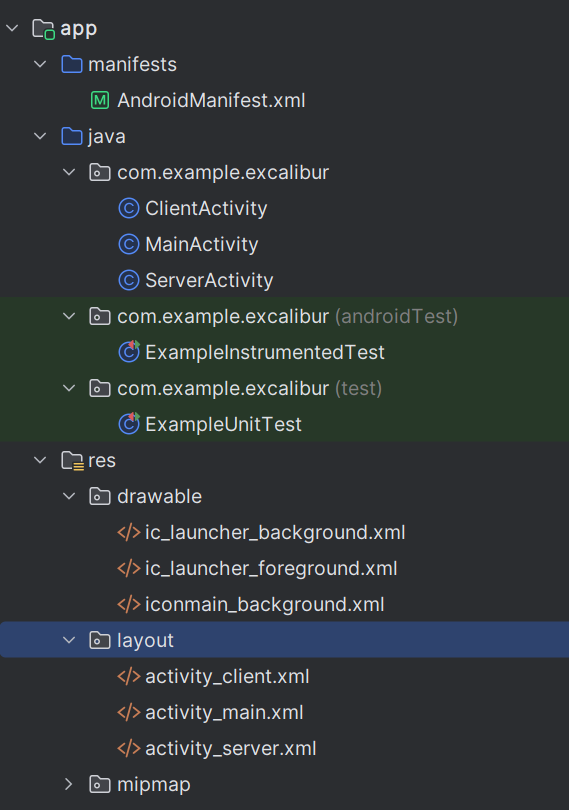 app
manifests
AndroidManifest.xml
java
com.example.excalibur
ClientActivity
MainActivity
ServerActivity
com.example.excalibur (androidTest)
ExampleInstrumentedTest
com.example.excalibur (test)
ExampleUnitTest
res
drawable
ic_launcher_background.xml
ic_launcher_foreground.xml
iconmain_background.xml
layout
activity_client.xml
activity_main.xml
activity_server.xml
mipmap